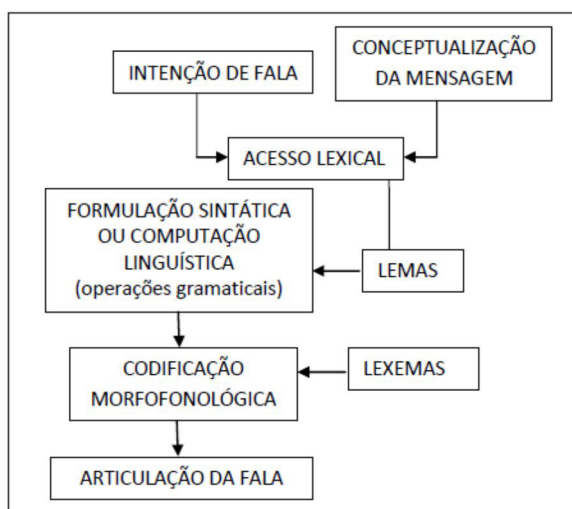 INTENÇÃO DE FALA
CONCEPTUALIZAÇÃO
DA MENSAGEM
ACESSO LEXICAL
FORMULAÇÃO SINTÁTICA
OU COMPUTAÇÃO
LINGUÍSTICA
(operações gramaticais)
LEMAS
CODIFICAÇÃO
MORFOFONOLÓGICA
LEXEMAS
ARTICULAÇÃO DA FALA